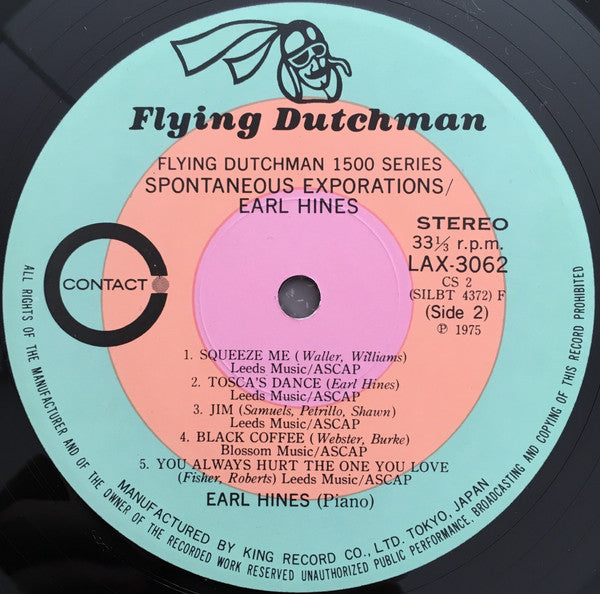 Flying Dutchman
FLYING DUTCHMAN 1500 SERIES
SPONTANEOUS EXPORATIONS/
EARL HINES
CONTACT
STEREO
33⅓ r.p.m.
LAX-3062
CS 2
(SILBT 4372) F
(Side 2)
℗ 1975
1. SQUEEZE ME (Waller, Williams)
Leeds Music/ASCAP
2. TOSCA'S DANCE (Earl Hines)
Leeds Music/ASCAP
3. JIM (Samuels, Petrillo, Shawn)
Leeds Music/ASCAP
4. BLACK COFFEE (Webster, Burke)
Blossom Music/ASCAP
5. YOU ALWAYS HURT THE ONE YOU LOVE
(Fisher, Roberts) Leeds Music/ASCAP
EARL HINES (Piano)
MANUFACTURED BY KING RECORD CO., LTD. TOKYO, JAPAN
ALL RIGHTS OF THE MANUFACTURER AND OF THE OWNER OF THE RECORDED WORK RESERVED UNAUTHORIZED PUBLIC PERFORMANCE, BROADCASTING AND COPYING OF THIS RECORD PROHIBITED